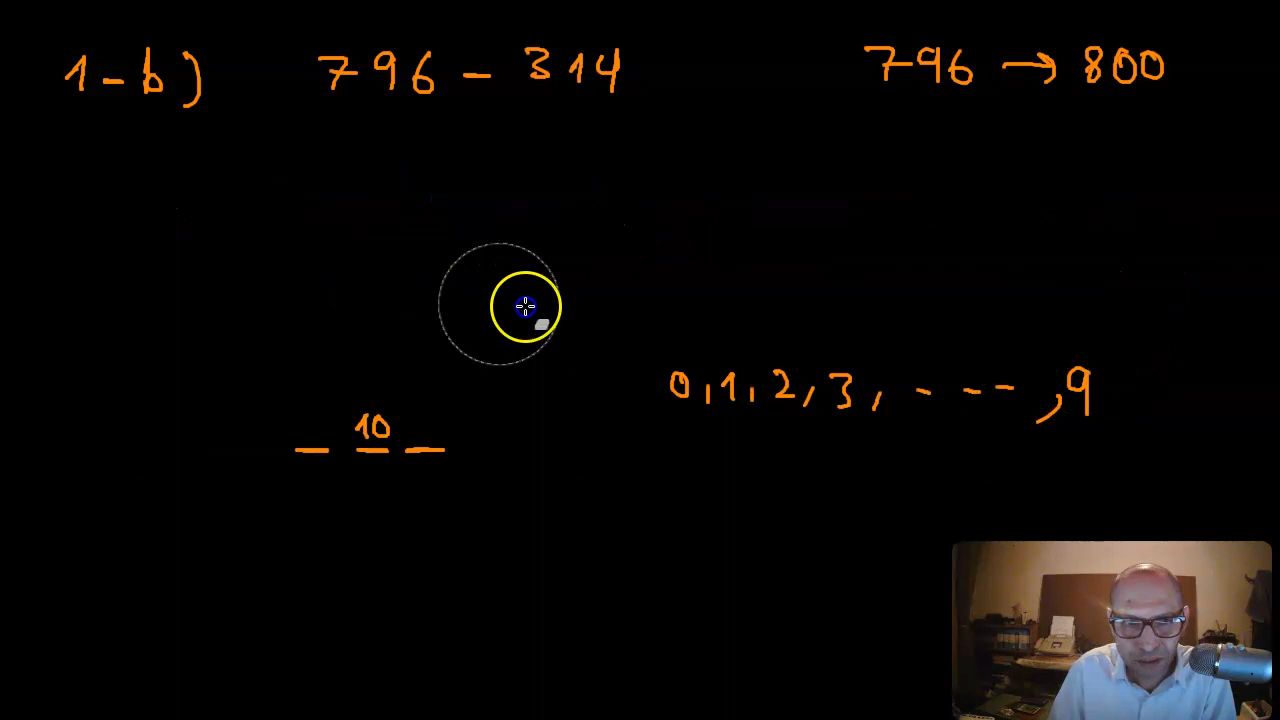 1-b) 796 - 314 796 → 800
0,1,2,3, - - - ,9
10